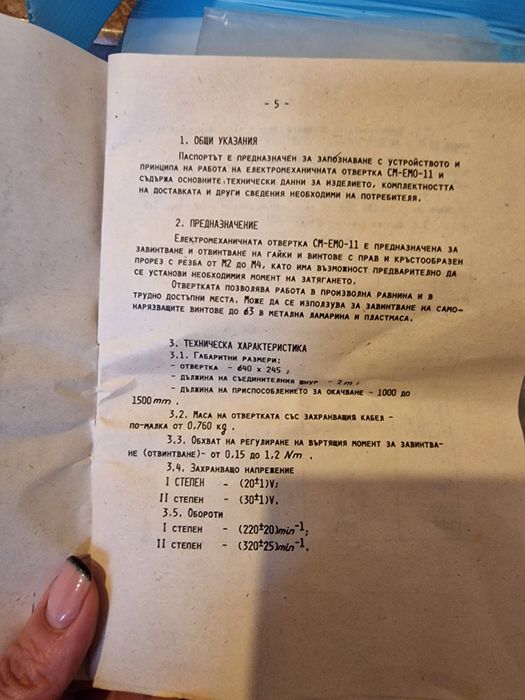 - 5 -
1. ОБЩИ УКАЗАНИЯ
ПАСПОРТЪТ Е ПРЕДНАЗНАЧЕН ЗА ЗАПОЗНАВАНЕ С УСТРОЙСТВОТО И
ПРИНЦИПА НА РАБОТА НА ЕЛЕКТРОМЕХАНИЧНАТА ОТВЕРТКА СМ-ЕМО-11 И
СЪДЪРЖА ОСНОВНИТЕ ТЕХНИЧЕСКИ ДАННИ ЗА ИЗДЕЛИЕТО, КОМПЛЕКТНОСТТА
НА ДОСТАВКАТА И ДРУГИ СВЕДЕНИЯ НЕОБХОДИМИ НА ПОТРЕБИТЕЛЯ.
2. ПРЕДНАЗНАЧЕНИЕ
ЕЛЕКТРОМЕХАНИЧНАТА ОТВЕРТКА СМ-ЕМО-11 Е ПРЕДНАЗНАЧЕНА ЗА
ЗАВИНТВАНЕ И ОТВИНТВАНЕ НА ГАЙКИ И ВИНТОВЕ С ПРАВ И КРЪСТООБРАЗЕН
ПРОРЕЗ С РЕЗБА ОТ М2 ДО М4, КАТО ИМА ВЪЗМОЖНОСТ ПРЕДВАРИТЕЛНО ДА
СЕ УСТАНОВИ НЕОБХОДИМИЯ МОМЕНТ НА ЗАТЯГАНЕТО.
ОТВЕРТКАТА ПОЗВОЛЯВА РАБОТА В ПРОИЗВОЛНА РАВНИНА И В
ТРУДНО ДОСТЪПНИ МЕСТА. МОЖЕ ДА СЕ ИЗПОЛЗУВА ЗА ЗАВИНТВАНЕ НА САМО-
НАРЯЗВАЩИТЕ ВИНТОВЕ ДО ϭ3 В МЕТАЛНА ЛАМАРИНА И ПЛАСТМАСА.
3. ТЕХНИЧЕСКА ХАРАКТЕРИСТИКА
3.1. ГАБАРИТНИ РАЗМЕРИ:
- ОТВЕРТКА - ϭ40 х 245 ;
- ДЪЛЖИНА НА СЪЕДИНИТЕЛНИЯ ШНУР - 2m ;
- ДЪЛЖИНА НА ПРИСПОСОБЛЕНИЕТО ЗА ОКАЧВАНЕ - 1000 ДО
1500mm .
3.2. МАСА НА ОТВЕРТКАТА СЪС ЗАХРАНВАЩИЯ КАБЕЛ -
ПО-МАЛКА ОТ 0,760 kg .
3.3. ОБХВАТ НА РЕГУЛИРАНЕ НА ВЪРТЯЩИЯ МОМЕНТ ЗА ЗАВИНТВА-
НЕ (ОТВИНТВАНЕ)- ОТ 0,15 ДО 1,2 Nm .
3.4. ЗАХРАНВАЩО НАПРЕЖЕНИЕ
I СТЕПЕН - (20±1)V;
II СТЕПЕН - (30±1)V.
3.5. ОБОРОТИ
I СТЕПЕН - (220±20)min⁻¹;
II СТЕПЕН - (320±25)min⁻¹.